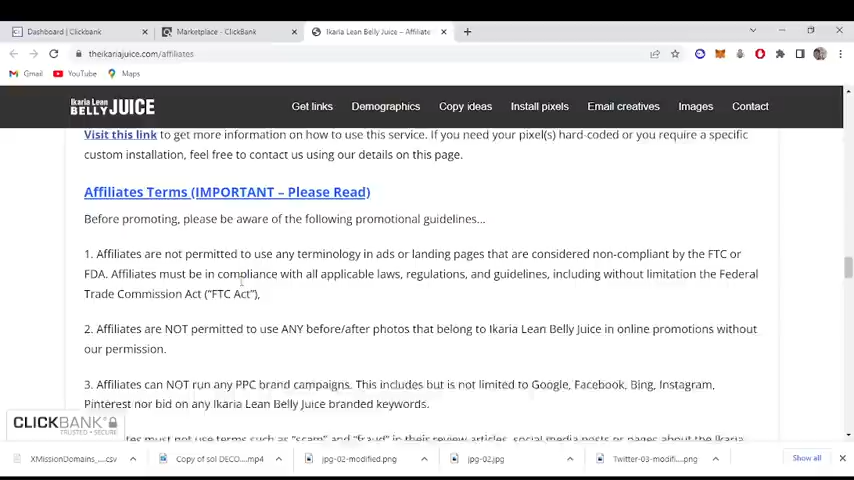 Dashboard | Clickbank
Marketplace - ClickBank
Ikaria Lean Belly Juice – Affiliate
theikariajuice.com/affiliates
Gmail
YouTube
Maps
Ikaria Lean
BELLY JUICE
Get links
Demographics
Copy ideas
Install pixels
Email creatives
Images
Contact
Visit this link to get more information on how to use this service. If you need your pixel(s) hard-coded or you require a specific
custom installation, feel free to contact us using our details on this page.
Affiliates Terms (IMPORTANT – Please Read)
Before promoting, please be aware of the following promotional guidelines…
1. Affiliates are not permitted to use any terminology in ads or landing pages that are considered non-compliant by the FTC or
FDA. Affiliates must be in compliance with all applicable laws, regulations, and guidelines, including without limitation the Federal
Trade Commission Act (“FTC Act”),
2. Affiliates are NOT permitted to use ANY before/after photos that belong to Ikaria Lean Belly Juice in online promotions without
our permission.
3. Affiliates can NOT run any PPC brand campaigns. This includes but is not limited to Google, Facebook, Bing, Instagram,
Pinterest nor bid on any Ikaria Lean Belly Juice branded keywords.
must not use terms such as “scam” and “fraud” in their review articles, social media posts or pages about the Ikaria
CLICKBANK
TRUSTED • SECURE
XMissionDomains_....csv
Copy of sol DECO....mp4
jpg-02-modified.png
jpg-02.jpg
Twitter-03-modifi....png
Show all